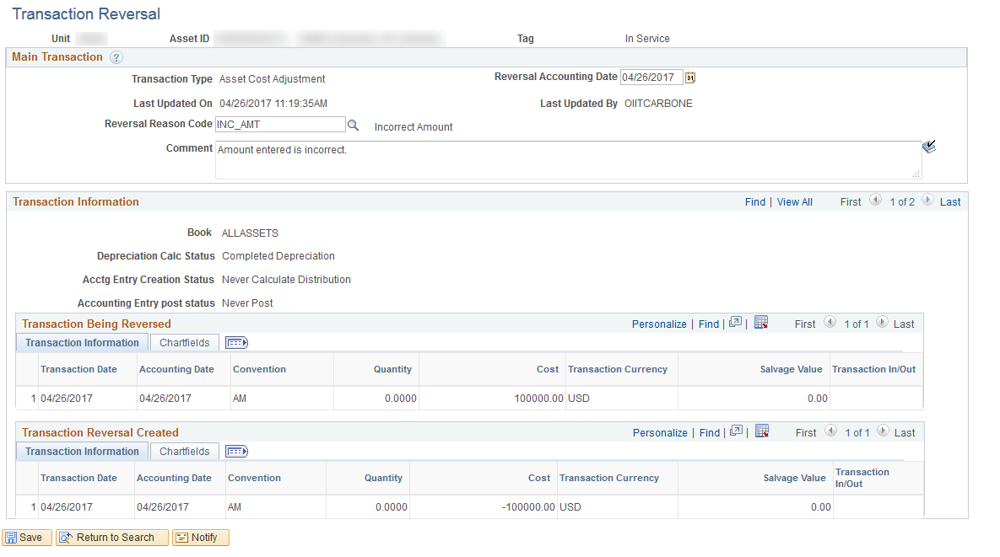 Transaction Reversal
Unit Asset ID Tag In Service
Main Transaction ?
Transaction Type Asset Cost Adjustment Reversal Accounting Date 04/26/2017 31
Last Updated On 04/26/2017 11:19:35AM Last Updated By OIITCARBONE
Reversal Reason Code INC_AMT Incorrect Amount
Comment Amount entered is incorrect.
Transaction Information Find | View All First 1 of 2 Last
Book ALLASSETS
Depreciation Calc Status Completed Depreciation
Acctg Entry Creation Status Never Calculate Distribution
Accounting Entry post status Never Post
Transaction Being Reversed Personalize | Find | | First 1 of 1 Last
Transaction Information Chartfields
Transaction Date Accounting Date Convention Quantity Cost Transaction Currency Salvage Value Transaction In/Out
1 04/26/2017 04/26/2017 AM 0.0000 100000.00 USD 0.00
Transaction Reversal Created Personalize | Find | | First 1 of 1 Last
Transaction Information Chartfields
Transaction Date Accounting Date Convention Quantity Cost Transaction Currency Salvage Value Transaction
In/Out
1 04/26/2017 04/26/2017 AM 0.0000 -100000.00 USD 0.00
Save Return to Search Notify